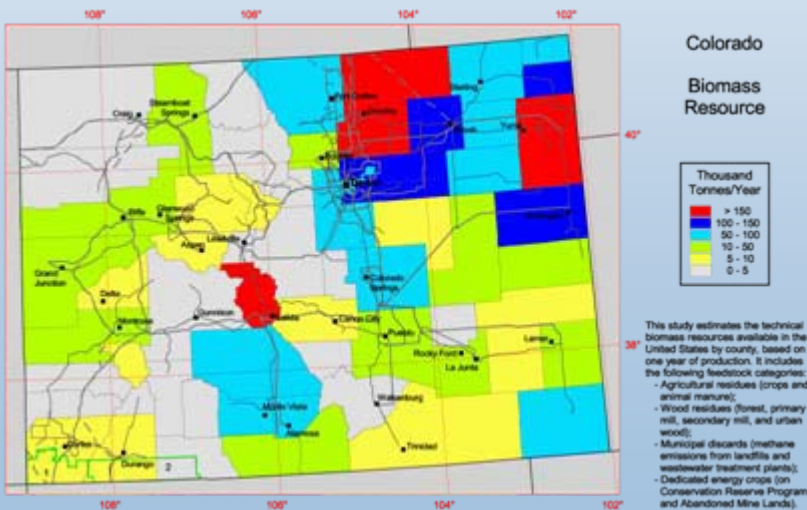 108° 106° 104° 102°
Colorado
Biomass
Resource
Sterling
Fort Collins
Steamboat
Springs
Craig
Greeley
40°
Yuma
Boulder
Denver
Thousand
Tonnes/Year
> 150
100 - 150
50 - 100
10 - 50
5 - 10
0 - 5
Glenwood
Springs
Rifle
Leadville
Aspen
Grand
Junction
Colorado
Springs
Delta
Gunnison
Salida
Canon City
Montrose
Pueblo
Lamar
38°
Rocky Ford
La Junta
This study estimates the technical
biomass resources available in the
United States by county, based on
one year of production. It includes
the following feedstock categories:
- Agricultural residues (crops and
animal manure);
- Wood residues (forest, primary
mill, secondary mill, and urban
wood);
- Municipal discards (methane
emissions from landfills and
wastewater treatment plants);
- Dedicated energy crops (on
Conservation Reserve Program
and Abandoned Mine Lands).
Walsenburg
Monte Vista
Alamosa
Trinidad
Cortez
Durango
1
2
108° 106° 104° 102°